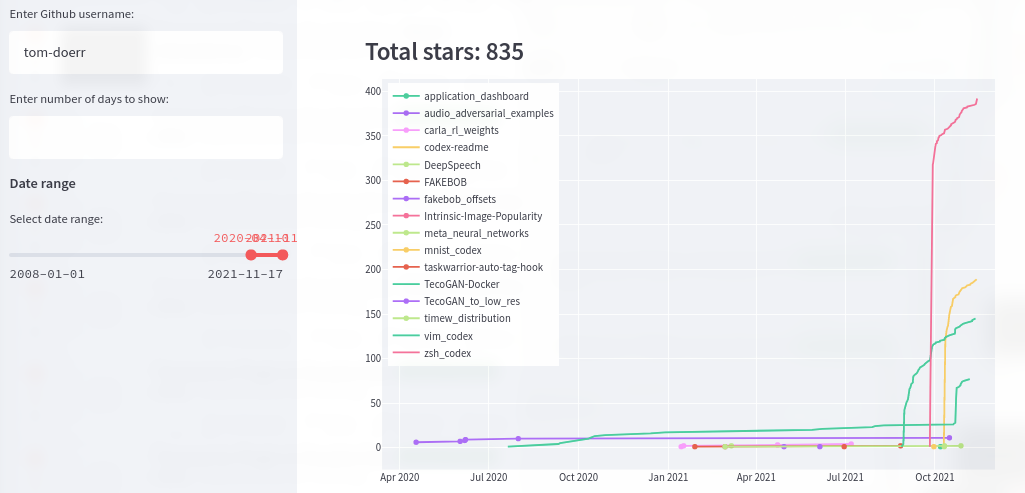 Enter Github username:
tom-doerr
Enter number of days to show:
Date range
Select date range:
2008-01-01
2021-11-17
Total stars: 835
400
350
300
250
200
150
100
50
0
application_dashboard
audio_adversarial_examples
carla_rl_weights
codex-readme
DeepSpeech
FAKEBOB
fakebob_offsets
Intrinsic-Image-Popularity
meta_neural_networks
mnist_codex
taskwarrior-auto-tag-hook
TecoGAN-Docker
TecoGAN_to_low_res
timew_distribution
vim_codex
zsh_codex
Apr 2020
Jul 2020
Oct 2020
Jan 2021
Apr 2021
Jul 2021
Oct 2021